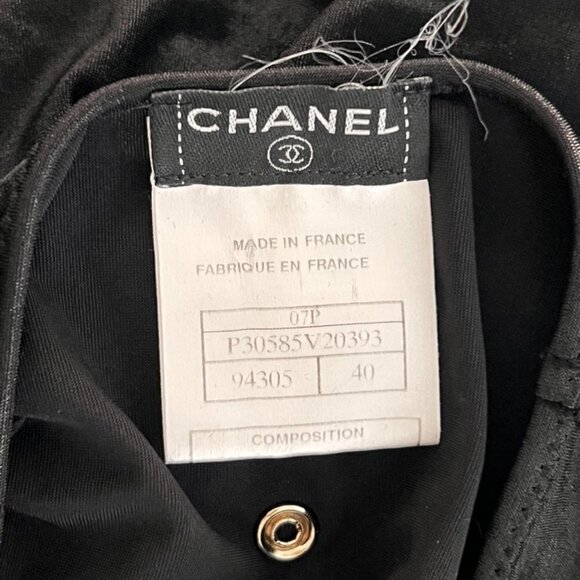 CHANEL
MADE IN FRANCE
FABRIQUE EN FRANCE
07P
P30585V20393
94305 40
COMPOSITION